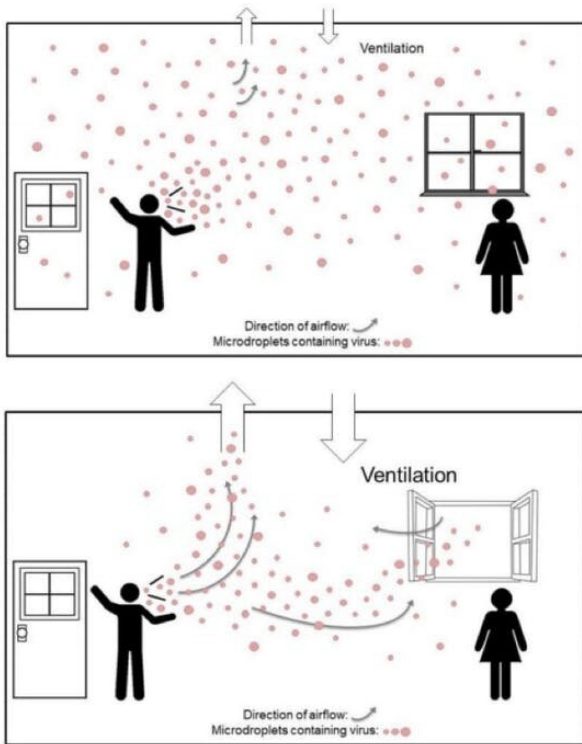 Ventilation
Direction of airflow:
Microdroplets containing virus:
Ventilation
Direction of airflow:
Microdroplets containing virus: